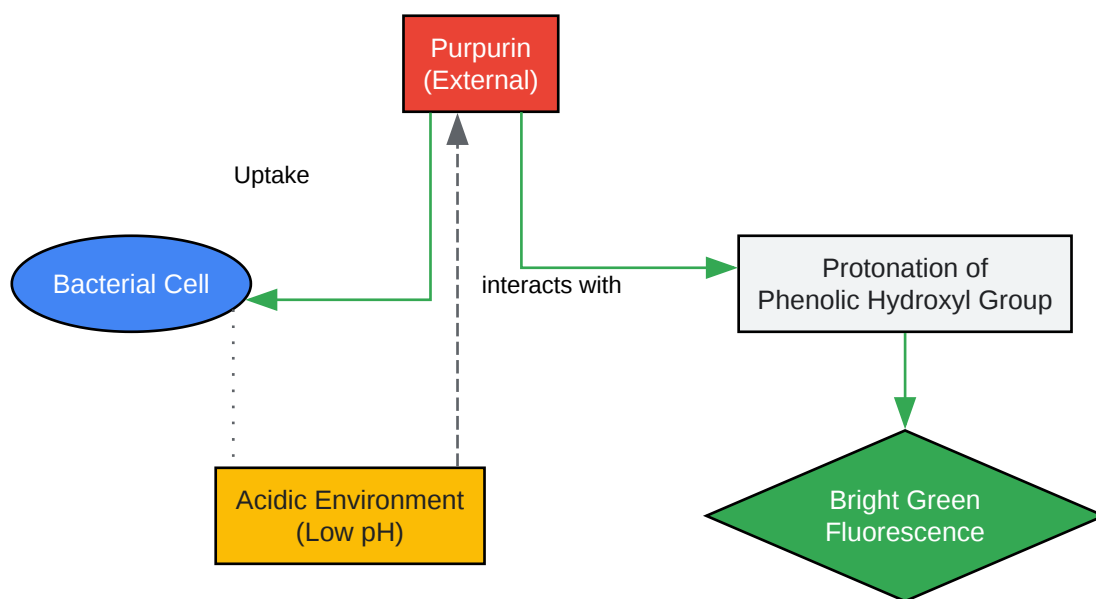 Purpurin
(External)
Uptake
Bacterial Cell
interacts with
Protonation of
Phenolic Hydroxyl Group
Acidic Environment
(Low pH)
Bright Green
Fluorescence